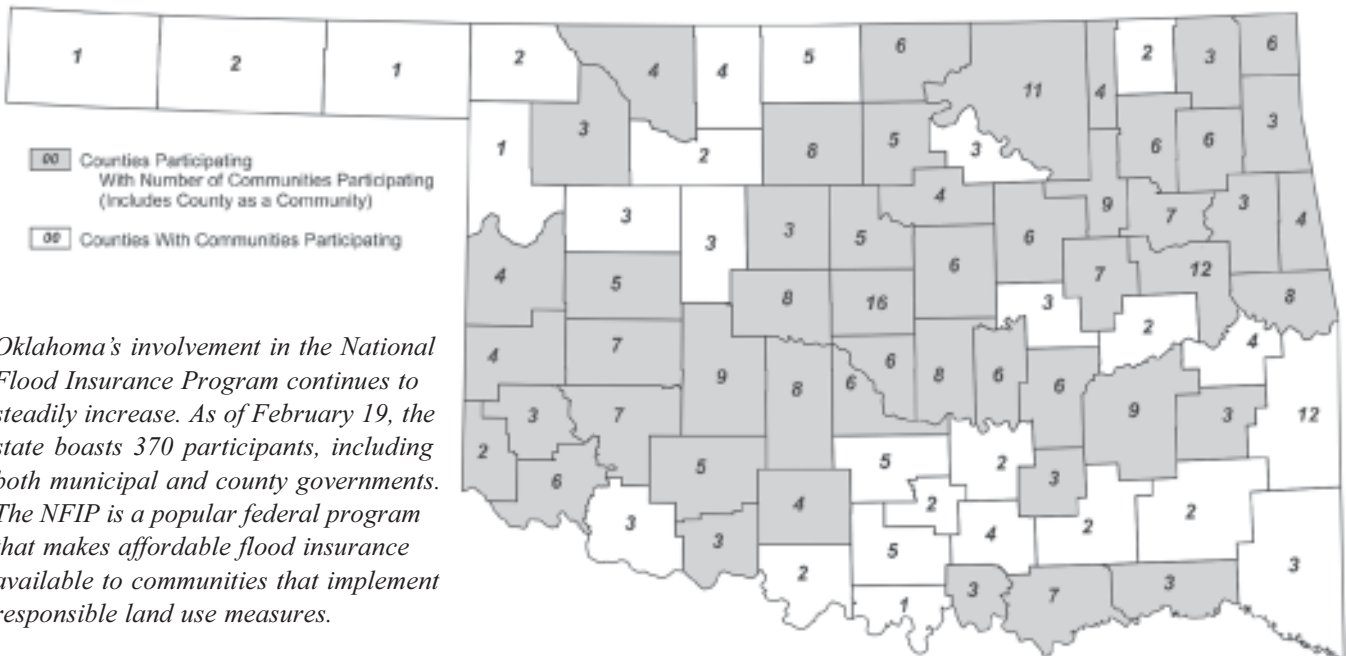 1 2 1 2 4 4 5 6 11 4 2 3 6
1 3 2 8 5 3 6 6 3
00 Counties Participating
With Number of Communities Participating
(Includes County as a Community)
00 Counties With Communities Participating
3 3 3 5 4 6 9 7 3 4
4 5 8 16 6 3 7 12 8
4 7 9 8 6 6 8 6 6 2 4
2 3 7 5 5 2 3 9 3 12
6 3 3 4 2 5 2 4 2 2 3
2 1 3 7 3
Oklahoma's involvement in the National
Flood Insurance Program continues to
steadily increase. As of February 19, the
state boasts 370 participants, including
both municipal and county governments.
The NFIP is a popular federal program
that makes affordable flood insurance
available to communities that implement
responsible land use measures.